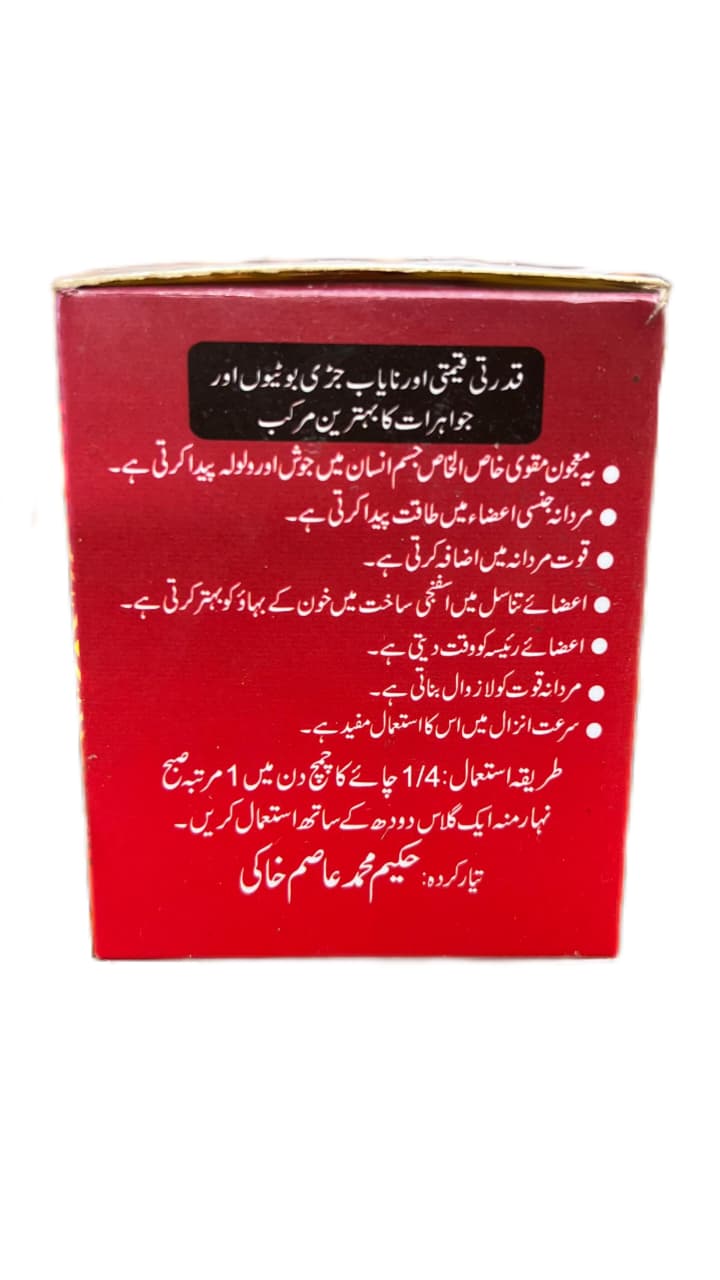 قدرتی قیمتی اور نایاب جڑی بوٹیوں اور
جواہرات کا بہترین مرکب
● یہ معجون مقوی خاص الخاص جسم انسان میں جوش اور ولولہ پیدا کرتی ہے۔
● مردانہ جنسی اعضاء میں طاقت پیدا کرتی ہے۔
● قوت مردانہ میں اضافہ کرتی ہے۔
● اعضائے تناسل میں اسفنجی ساخت میں خون کے بہاؤ کو بہتر کرتی ہے۔
● اعضائے رئیسہ کو وقت دیتی ہے۔
● مردانہ قوت کو لازوال بناتی ہے۔
● سرعت انزال میں اس کا استعمال مفید ہے۔
طریقہ استعمال: 1/4 چائے کا چمچ دن میں 1 مرتبہ صبح
نہار منہ ایک گلاس دودھ کے ساتھ استعمال کریں۔
تیار کردہ: حکیم محمد عاصم خاکی